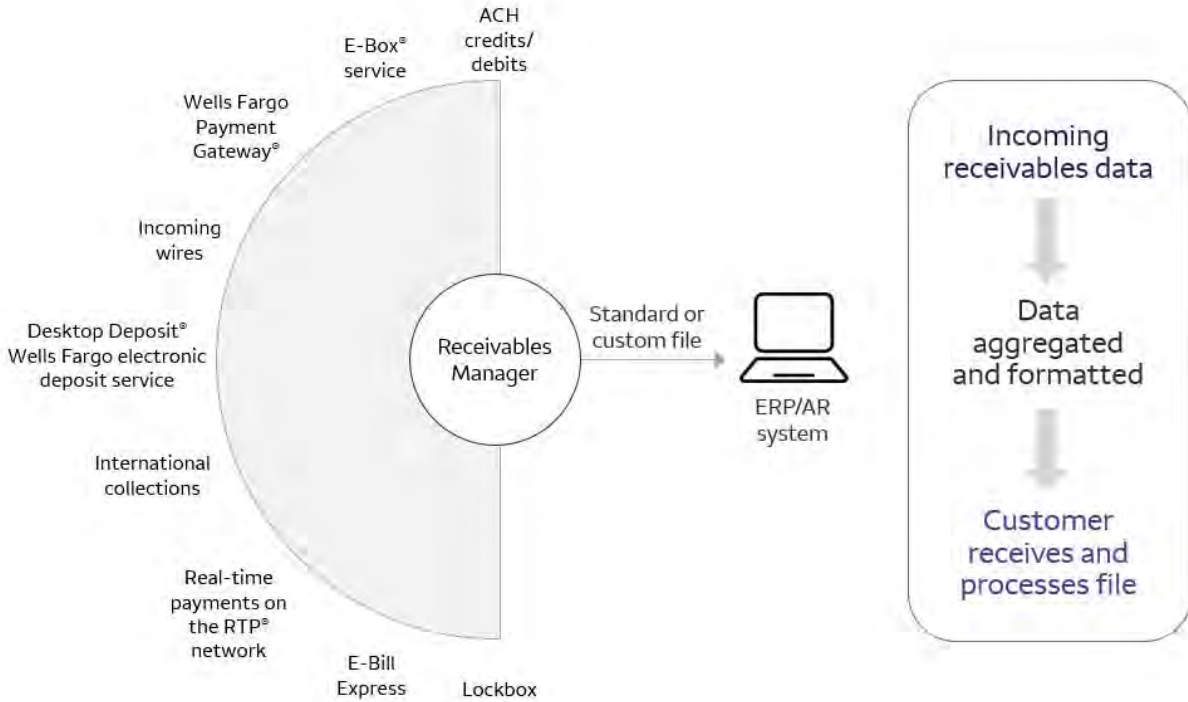 ACH
credits/
debits
E-Box®
service
Wells Fargo
Payment
Gateway®
Incoming
wires
Desktop Deposit®
Wells Fargo electronic
deposit service
International
collections
Real-time
payments on
the RTP®
network
E-Bill
Express
Lockbox
Receivables
Manager
Standard or
custom file
ERP/AR
system
Incoming
receivables data
Data
aggregated
and formatted
Customer
receives and
processes file